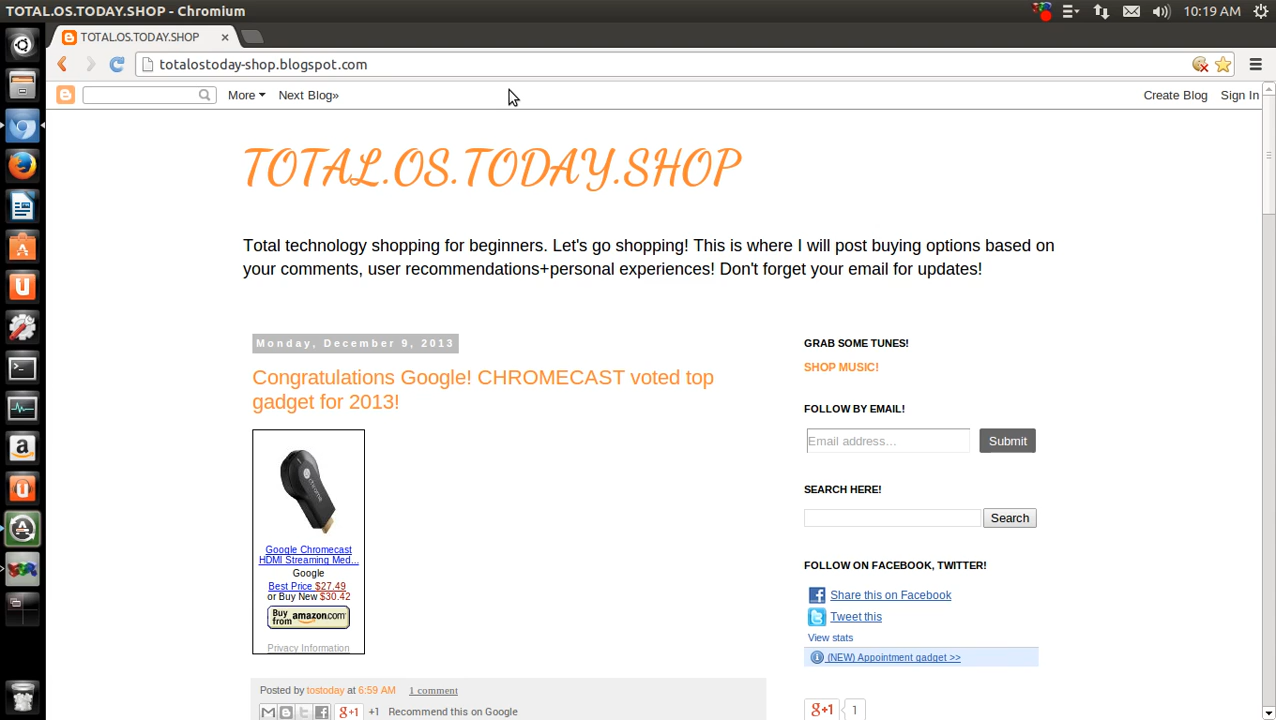 TOTAL.OS.TODAY.SHOP - Chromium
10:19 AM
TOTAL.OS.TODAY.SHOP
totalostoday-shop.blogspot.com
More
Next Blog»
Create Blog
Sign In
TOTAL.OS.TODAY.SHOP
Total technology shopping for beginners. Let's go shopping! This is where I will post buying options based on
your comments, user recommendations+personal experiences! Don't forget your email for updates!
Monday, December 9, 2013
Congratulations Google! CHROMECAST voted top
gadget for 2013!
chrome
Google Chromecast
HDMI Streaming Med...
Google
Best Price $27.49
or Buy New $30.42
Buy from amazon.com
Privacy Information
Posted by tostoday at 6:59 AM 1 comment
+1 Recommend this on Google
GRAB SOME TUNES!
SHOP MUSIC!
FOLLOW BY EMAIL!
Email address...
Submit
SEARCH HERE!
Search
FOLLOW ON FACEBOOK, TWITTER!
Share this on Facebook
Tweet this
View stats
(NEW) Appointment gadget >>
g+1 1